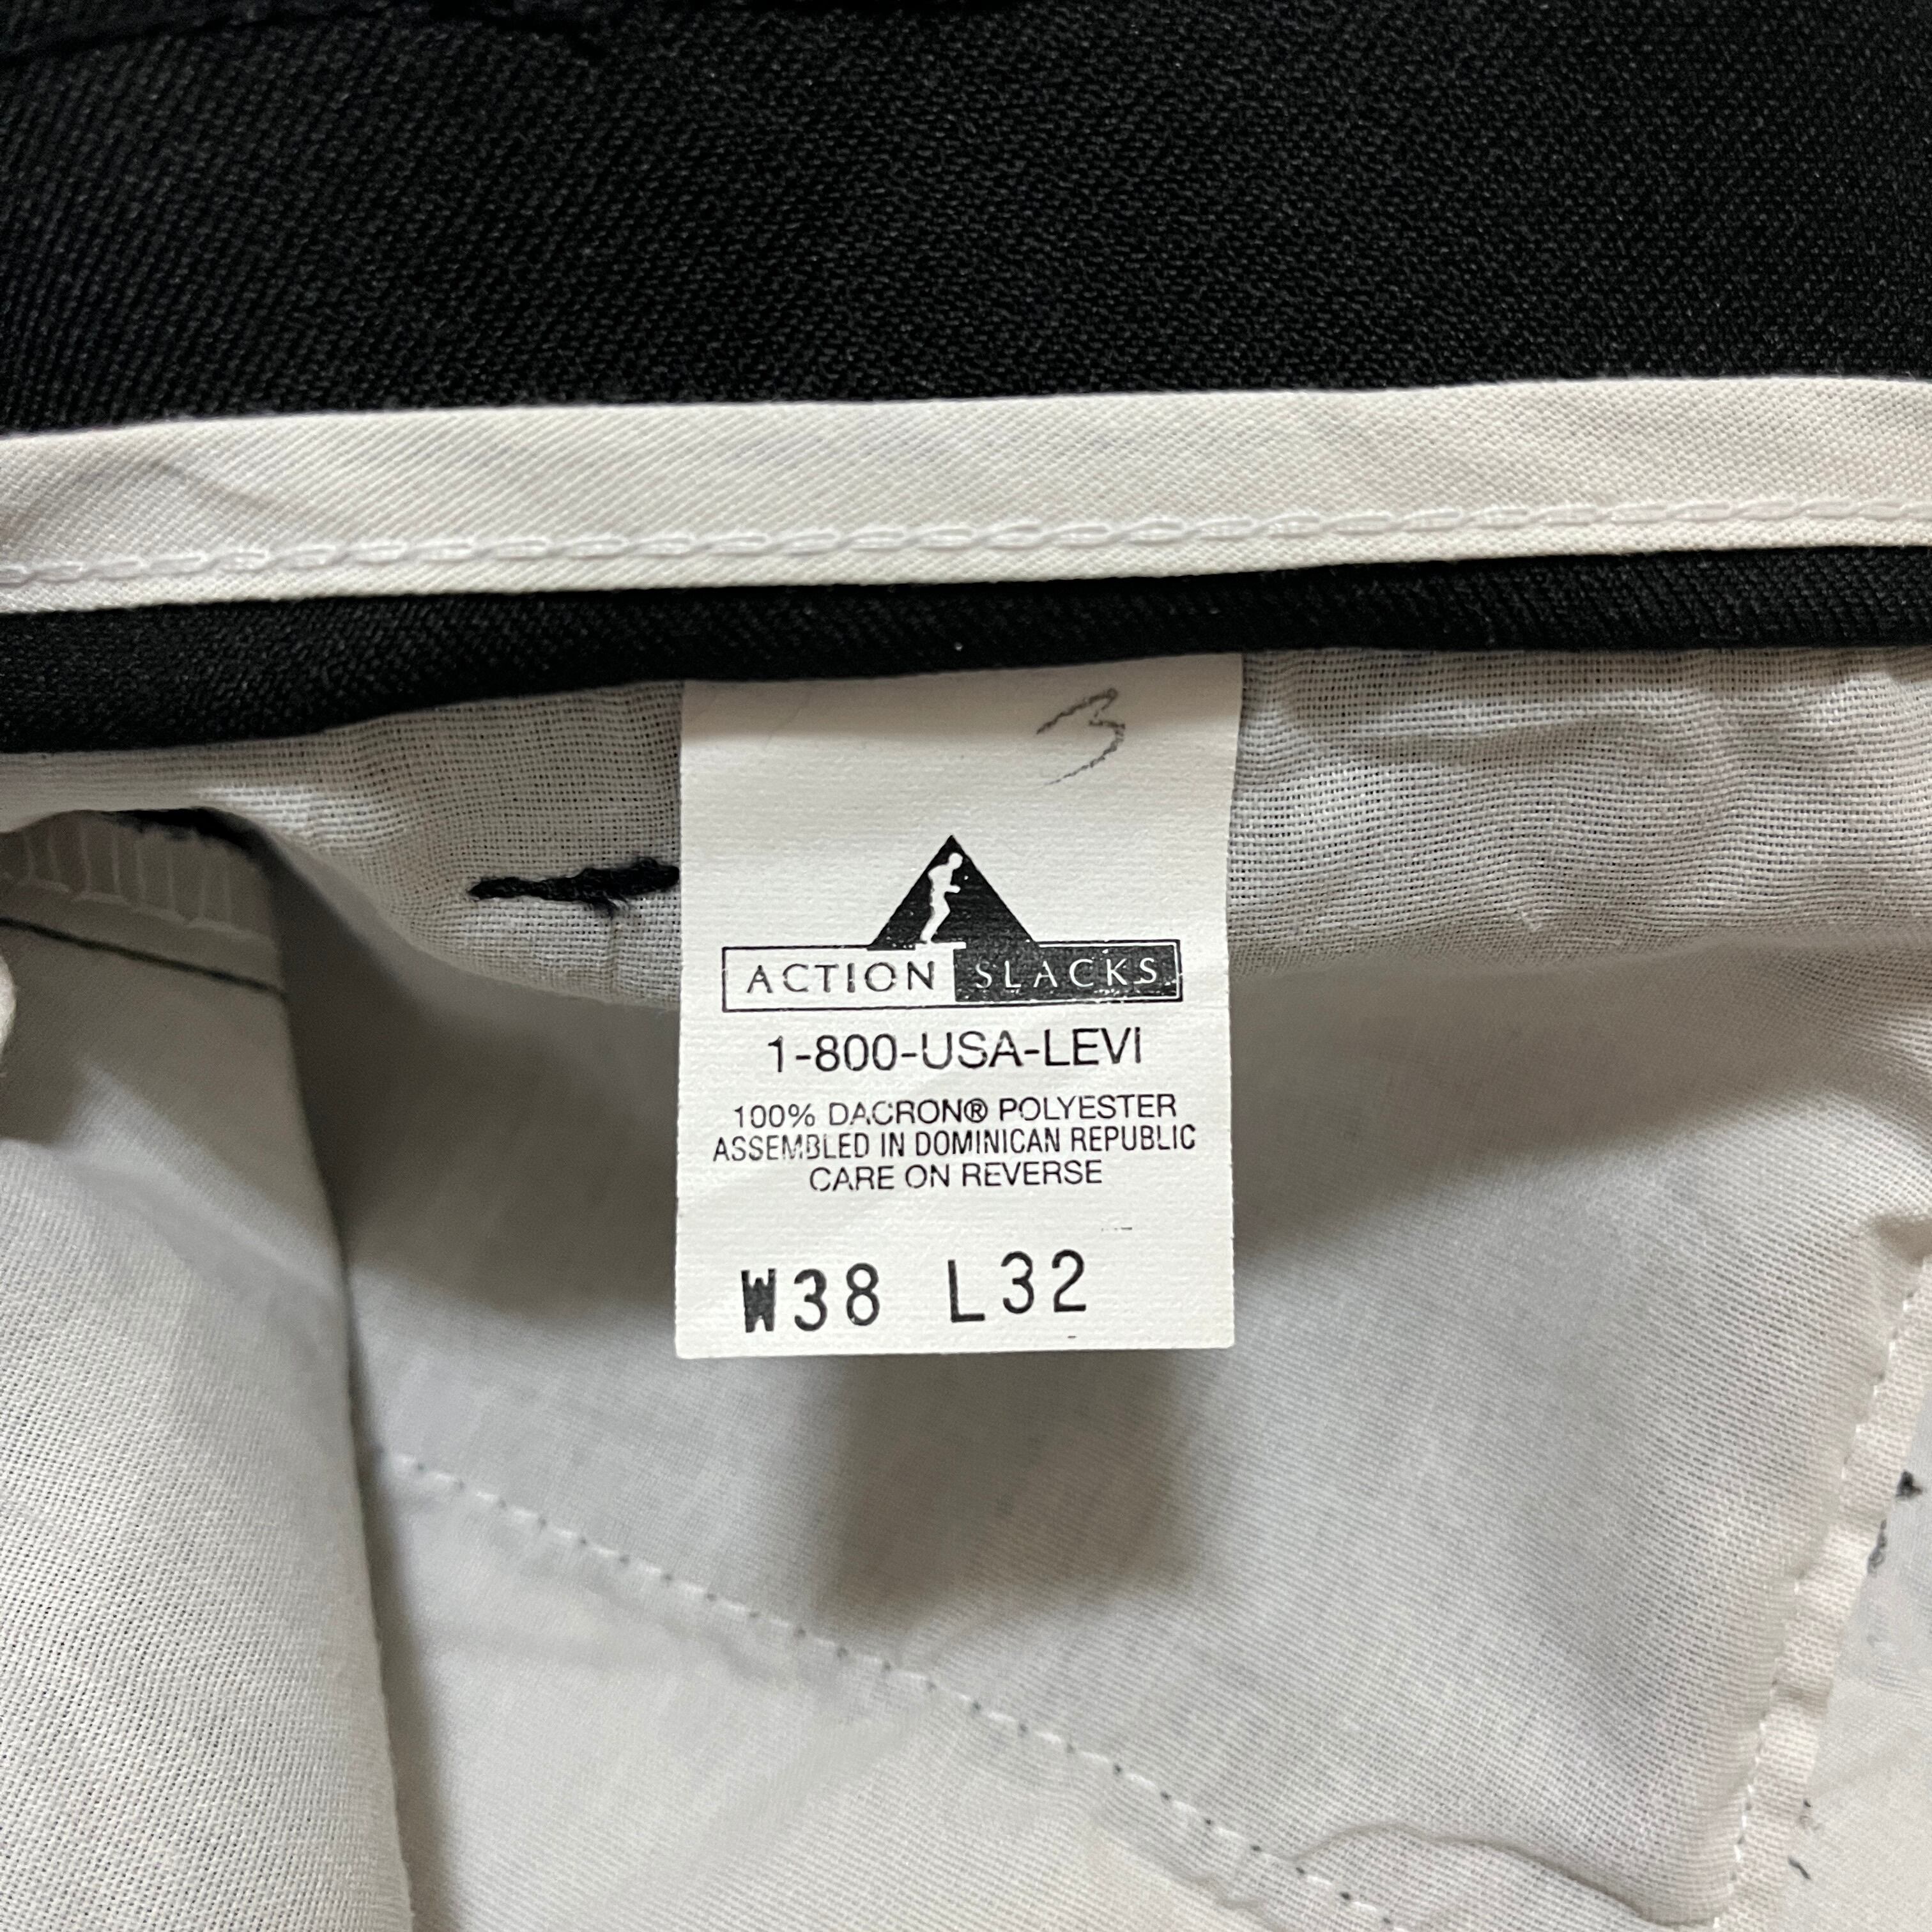 3
ACTION SLACKS
1-800-USA-LEVI
100% DACRON® POLYESTER
ASSEMBLED IN DOMINICAN REPUBLIC
CARE ON REVERSE
W38 L32